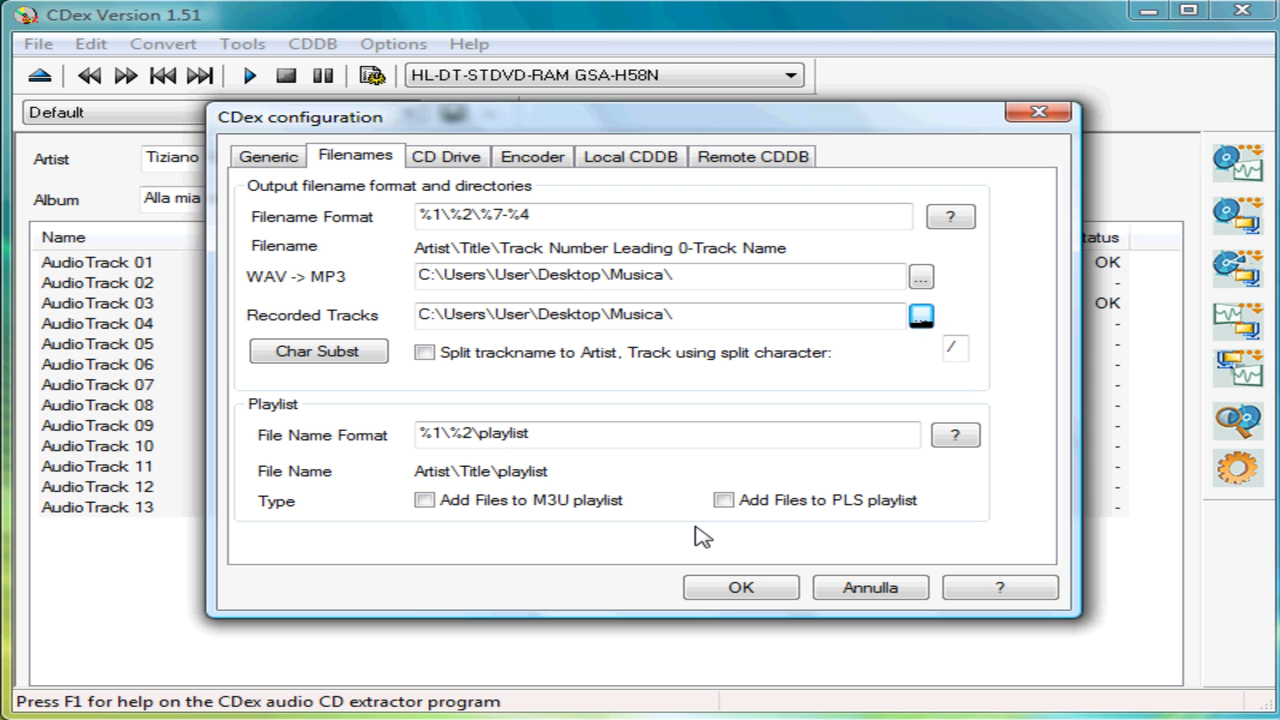 CDex Version 1.51
File Edit Convert Tools CDDB Options Help
HL-DT-STDVD-RAM GSA-H58N
Default
CDex configuration
Generic Filenames CD Drive Encoder Local CDDB Remote CDDB
Artist Tiziano
Album Alla mia
Output filename format and directories
Filename Format %1\%2\%7-%4 ?
Filename Artist\Title\Track Number Leading 0-Track Name
WAV -> MP3 C:\Users\User\Desktop\Musica\ ...
Recorded Tracks C:\Users\User\Desktop\Musica\ ...
Char Subst Split trackname to Artist, Track using split character: /
Playlist
File Name Format %1\%2\playlist ?
File Name Artist\Title\playlist
Type Add Files to M3U playlist Add Files to PLS playlist
OK Annulla ?
Name
AudioTrack 01 OK
AudioTrack 02 -
AudioTrack 03 OK
AudioTrack 04 -
AudioTrack 05 -
AudioTrack 06 -
AudioTrack 07 -
AudioTrack 08 -
AudioTrack 09 -
AudioTrack 10 -
AudioTrack 11 -
AudioTrack 12 -
AudioTrack 13 -
Press F1 for help on the CDex audio CD extractor program